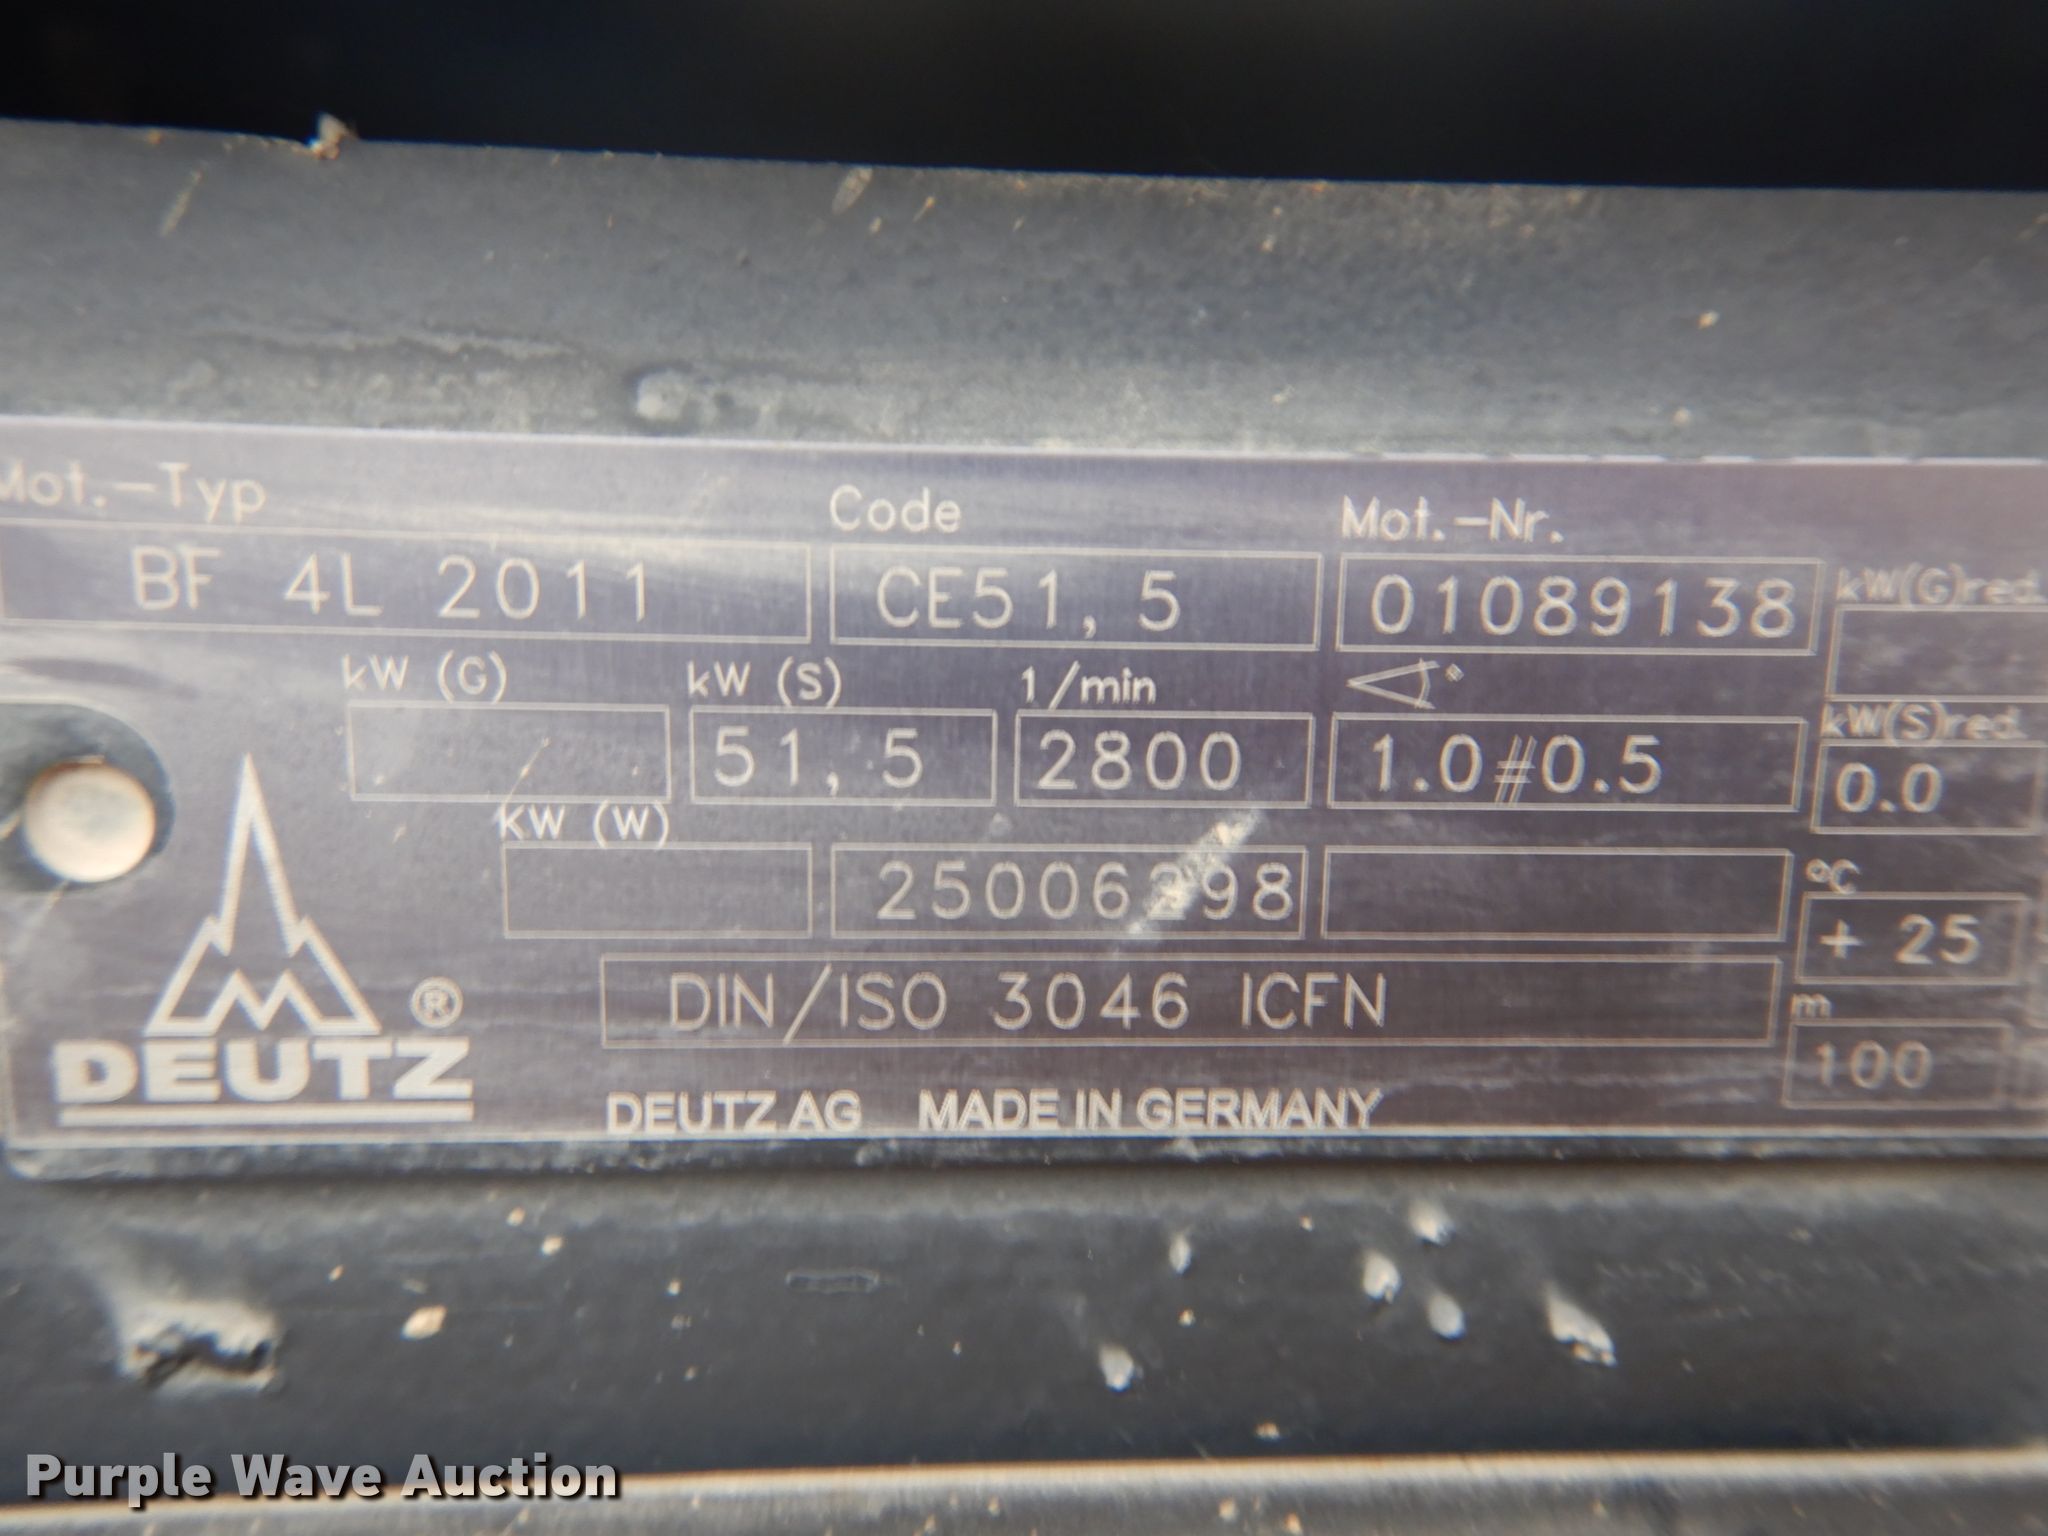 Mot.-Typ Code Mot.-Nr.
BF 4L 2011 CE51,5 01089138 kW(G)red.
kW (G) kW (S) 1/min ° kW(S)red.
51,5 2800 1.0#0.5 0.0
kW (W) °C
25006298 + 25
DIN/ISO 3046 ICFN m
100
DEUTZ®
DEUTZ AG MADE IN GERMANY
Purple Wave Auction